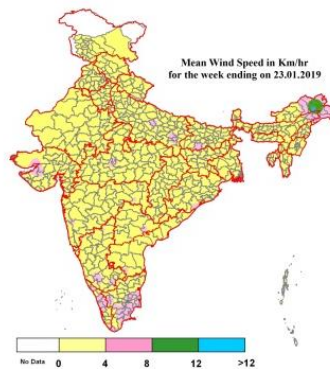 Mean Wind Speed in Km/hr
for the week ending on 23.01.2019
No Data 0 4 8 12 >12